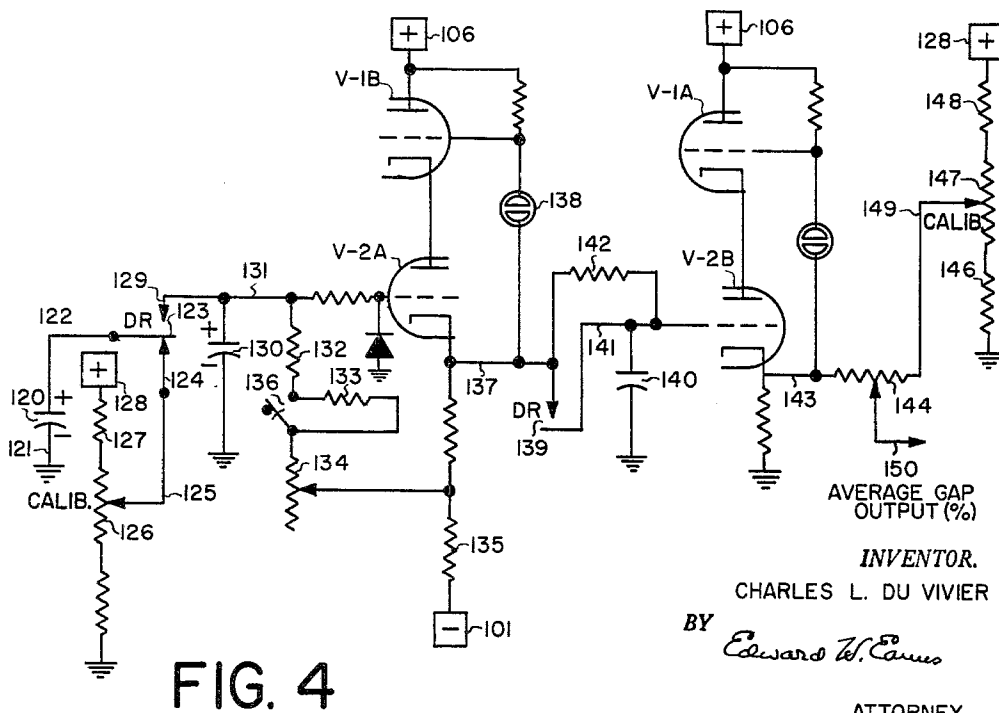 + 106
V-1B
138
V-2A
131
129
122
DR 123
+
130
-
124
120
+
-
121
+
128
127
125
CALIB.
126
132
133
136
134
135
- 101
137
142
141
DR
139
140
+ 106
V-1A
V-2B
143
144
150
AVERAGE GAP
OUTPUT (%)
128 +
148
147
149
CALIB.
146
INVENTOR.
CHARLES L. DU VIVIER
BY
Edward W. Eames
ATTORNEY
FIG. 4